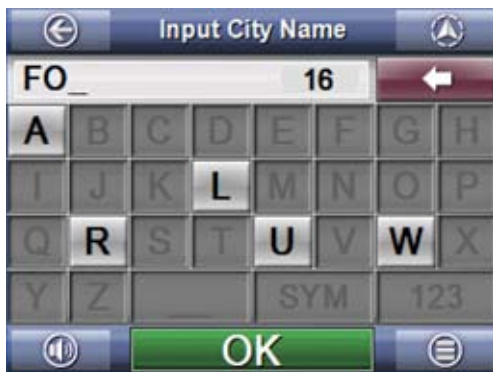 Input City Name
FO_ 16
A B C D E F G H
I J K L M N O P
Q R S T U V W X
Y Z _ SYM 123
OK